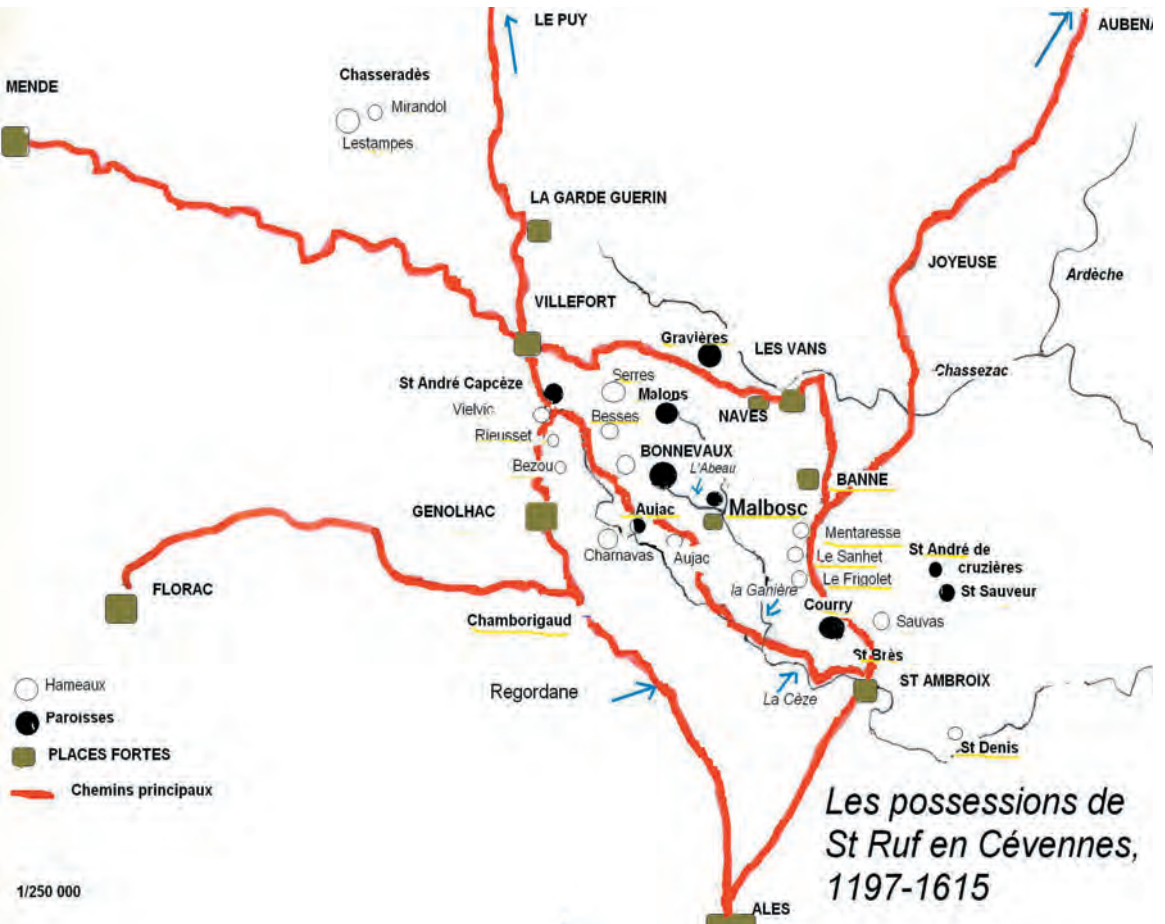 LE PUY
AUBENA
MENDE
Chasseradès
Mirandol
Lestampes
LA GARDE GUERIN
JOYEUSE
Ardèche
VILLEFORT
Gravières
LES VANS
Chassezac
St André Capcèze
Serres
Malons
NAVES
Vielvic
Besses
Rieusset
BONNEVAUX
L'Abeau
Bezou
BANNE
GENOLHAC
Aujac
Malbosc
Mentaresse
Charnavas
Aujac
Le Sanhet
St André de
cruzières
Le Frigolet
St Sauveur
FLORAC
la Ganière
Courry
Sauvas
Chamborigaud
St Brès
ST AMBROIX
Regordane
La Cèze
St Denis
Hameaux
Paroisses
PLACES FORTES
Chemins principaux
Les possessions de
St Ruf en Cévennes,
1197-1615
1/250 000
ALES